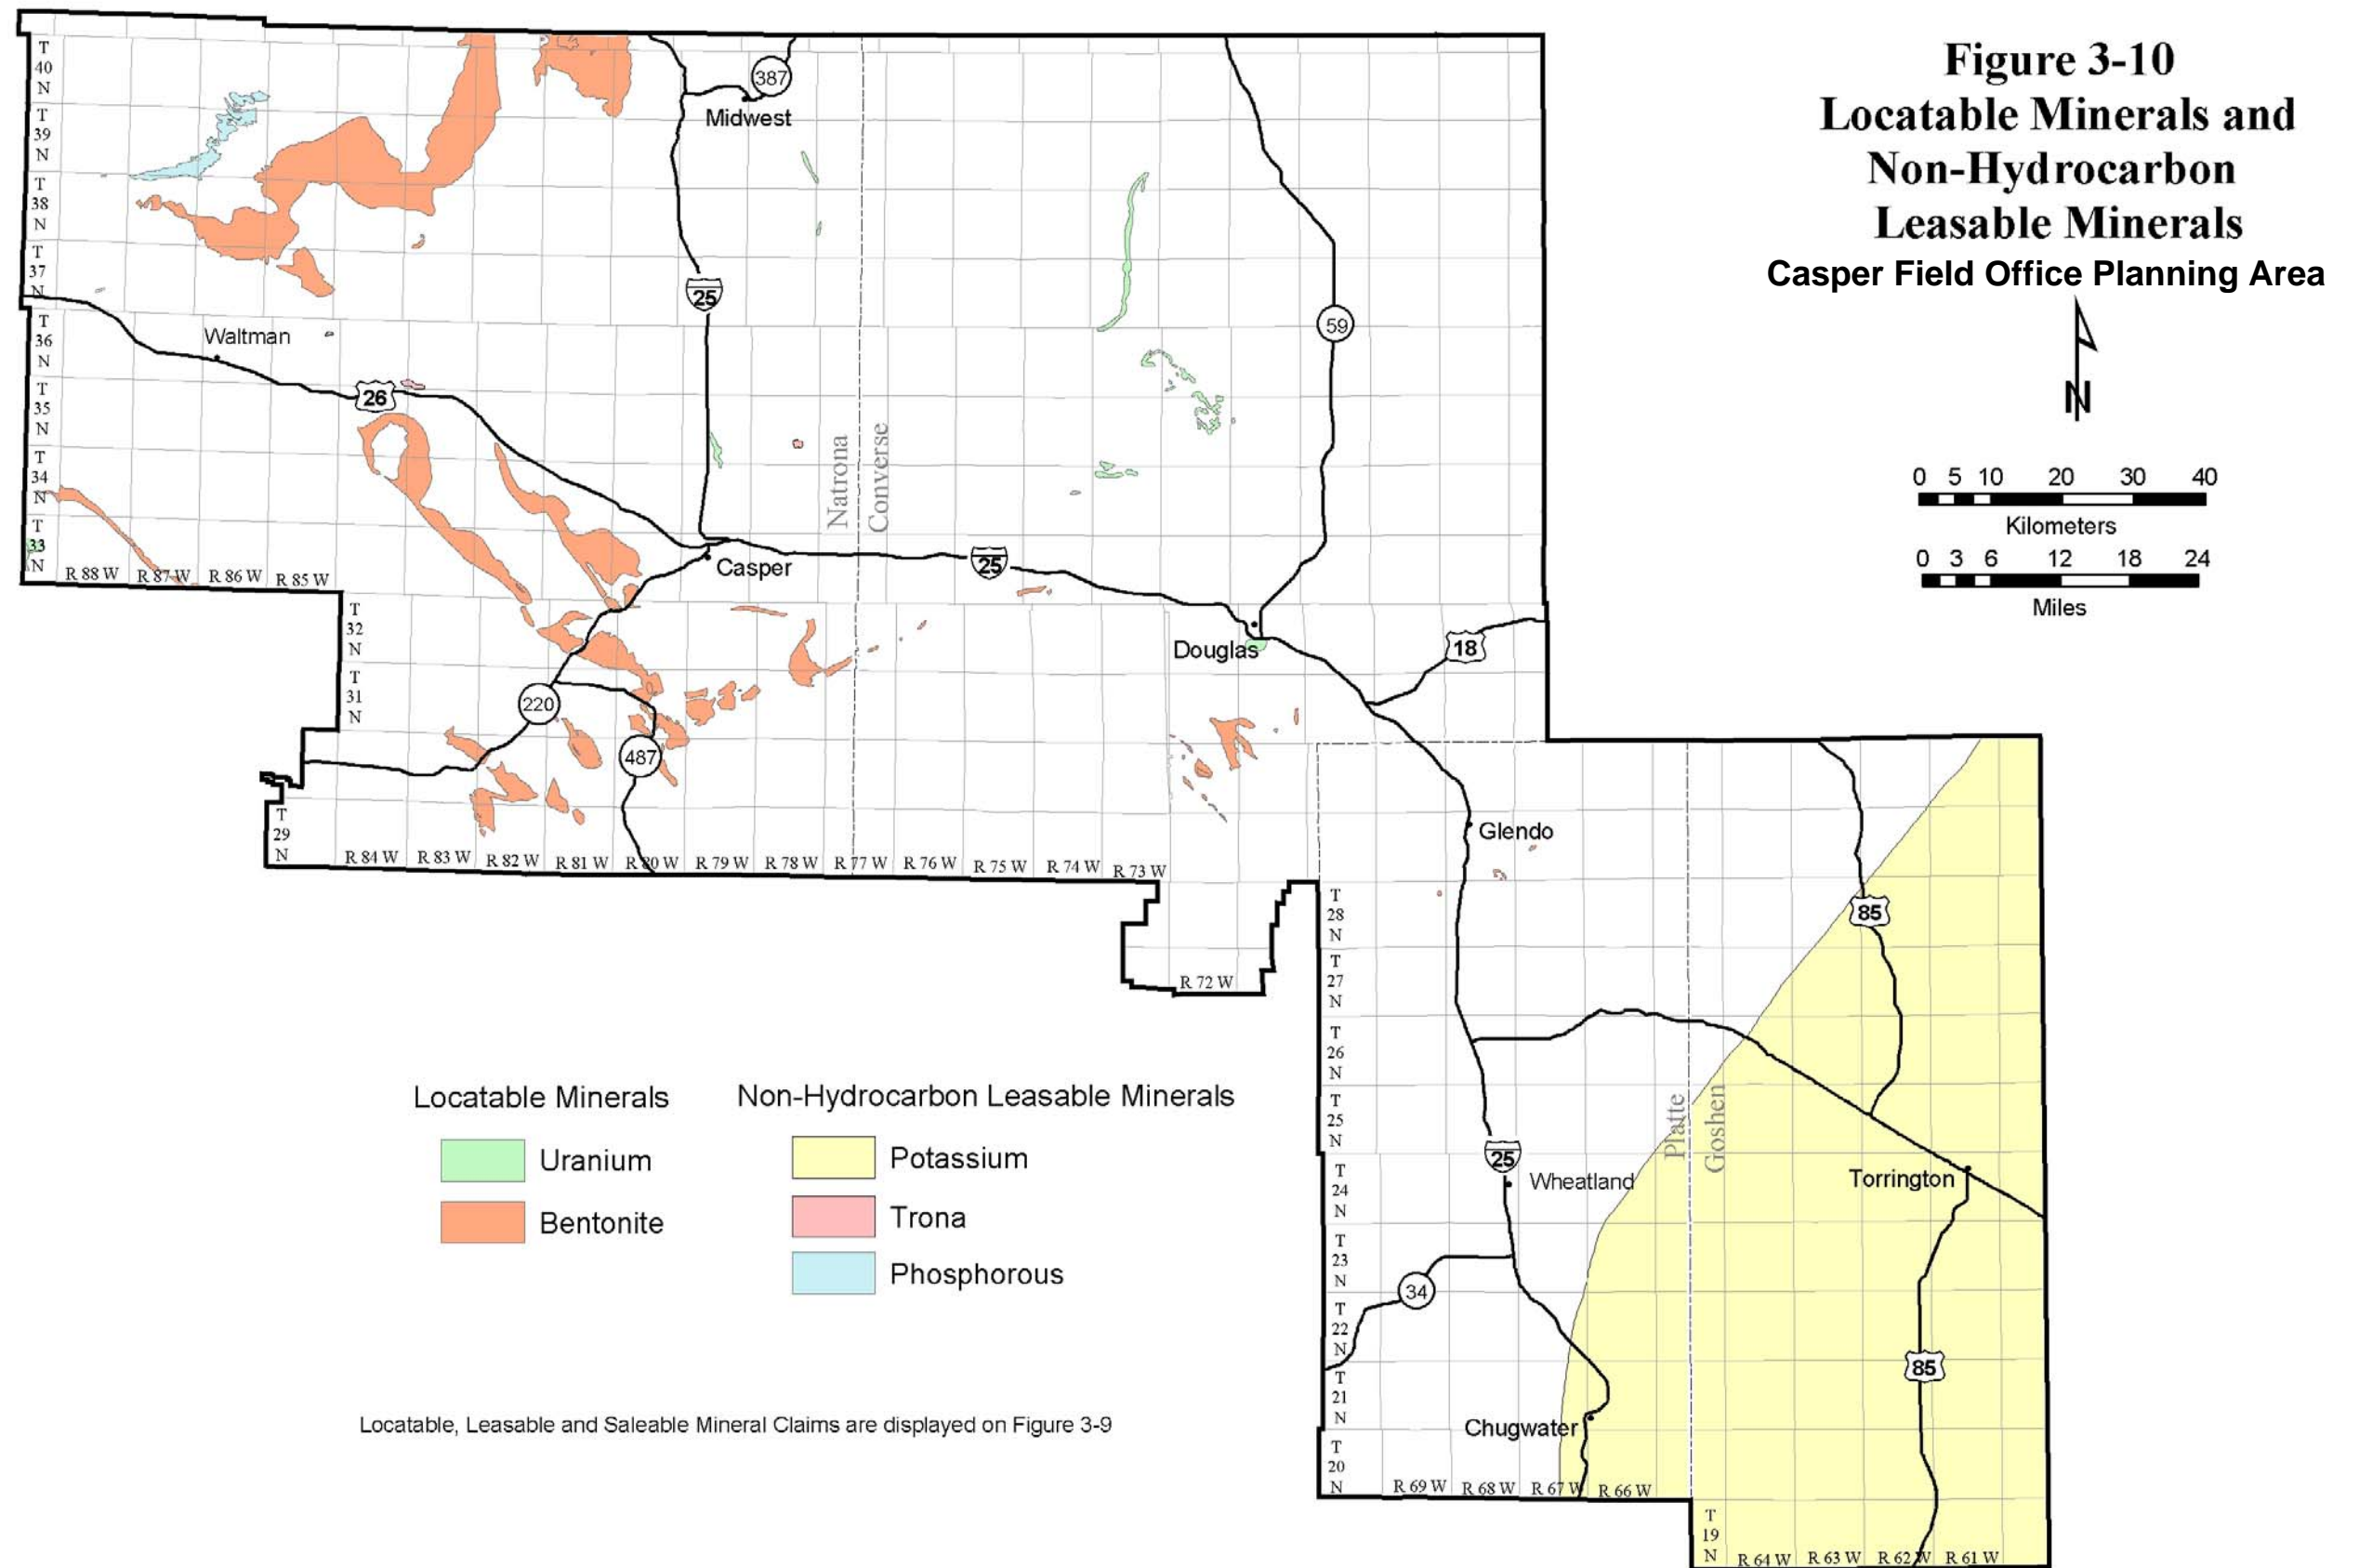 Figure 3-10
Locatable Minerals and
Non-Hydrocarbon
Leasable Minerals
Casper Field Office Planning Area
N
0 5 10 20 30 40
Kilometers
0 3 6 12 18 24
Miles
T
40
N
T
39
N
T
38
N
T
37
N
T
36
N
T
35
N
T
34
N
T
33
N
387
Midwest
25
59
Waltman
26
Natrona
Converse
R 88 W R 87 W R 86 W R 85 W
Casper
25
T
32
N
T
31
N
Douglas
18
220
487
T
29
N
Glendo
R 84 W R 83 W R 82 W R 81 W R 80 W R 79 W R 78 W R 77 W R 76 W R 75 W R 74 W R 73 W
R 72 W
T
28
N
T
27
N
T
26
N
T
25
N
T
24
N
T
23
N
T
22
N
T
21
N
T
20
N
85
Platte
Goshen
25
Wheatland
Torrington
34
85
Chugwater
R 69 W R 68 W R 67 W R 66 W
T
19
N
R 64 W R 63 W R 62 W R 61 W
Locatable Minerals
Uranium
Bentonite
Non-Hydrocarbon Leasable Minerals
Potassium
Trona
Phosphorous
Locatable, Leasable and Saleable Mineral Claims are displayed on Figure 3-9